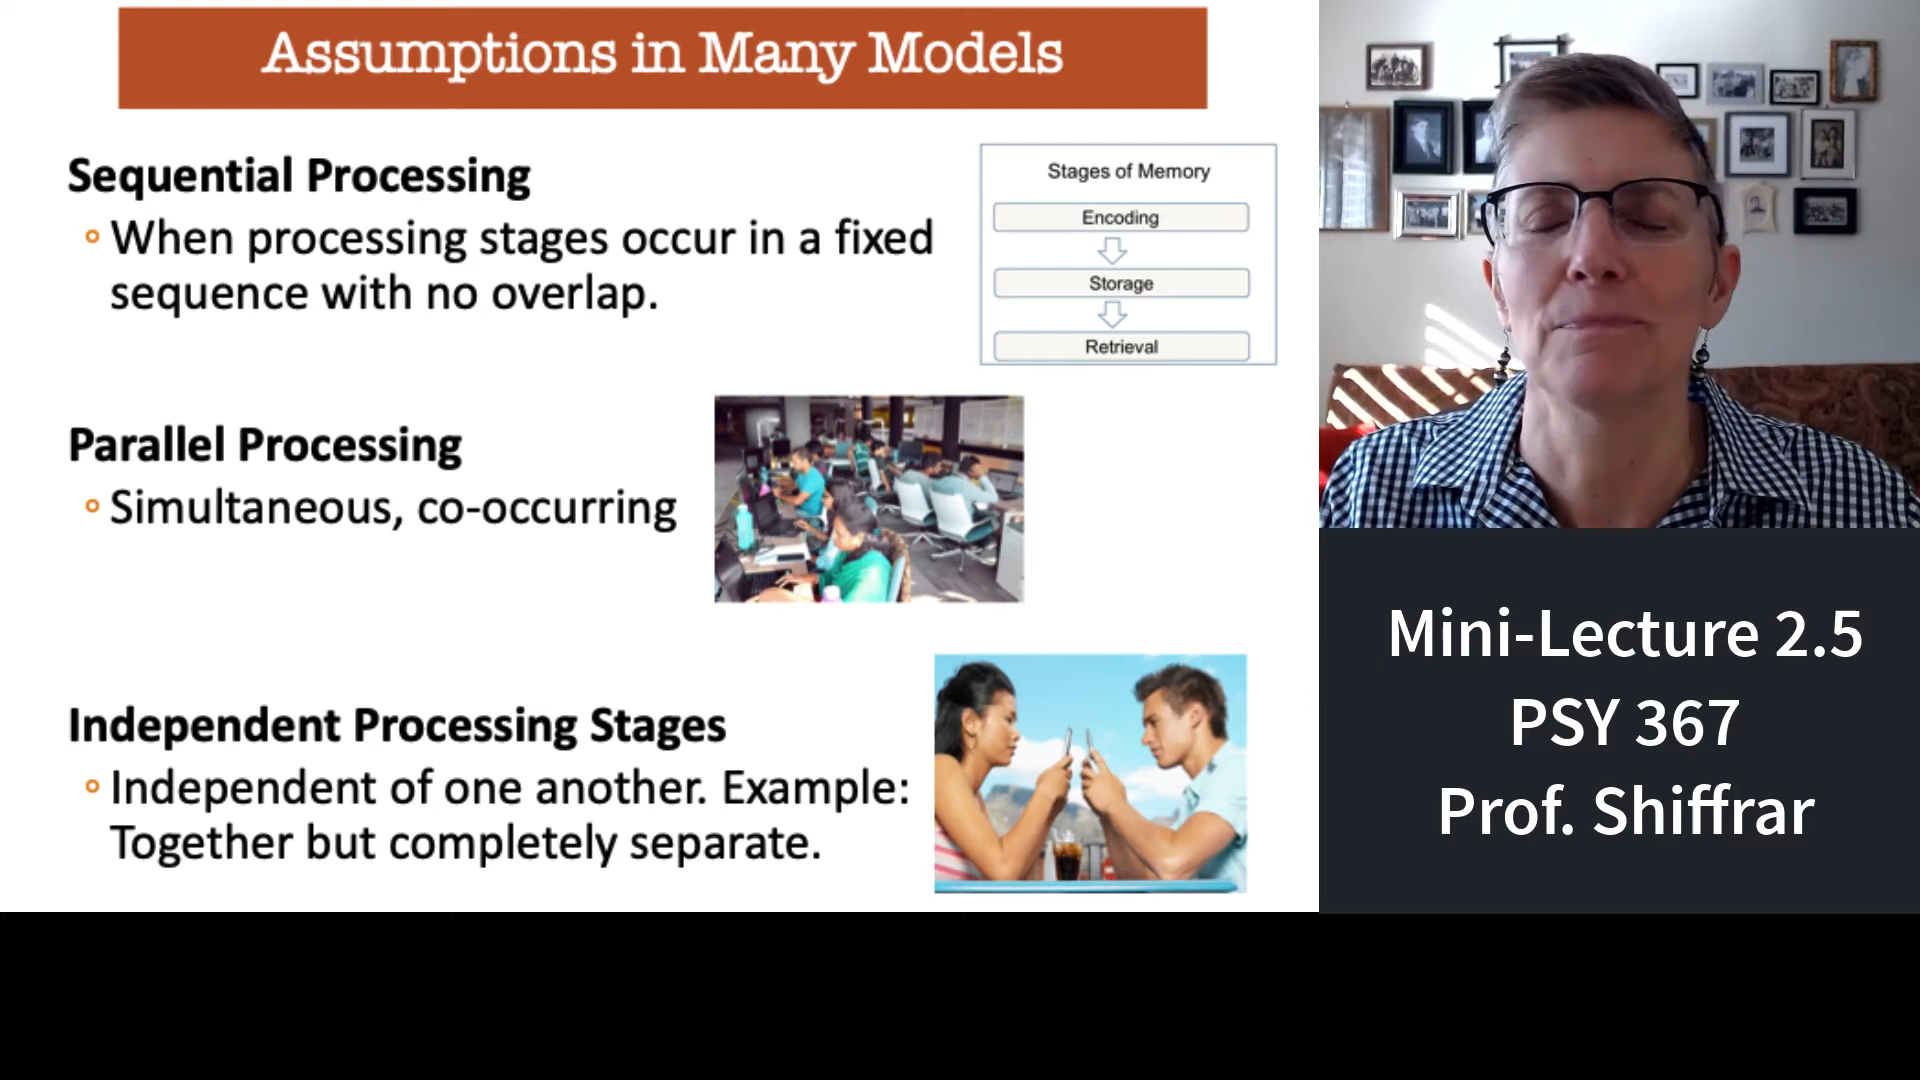 Assumptions in Many Models
Sequential Processing
When processing stages occur in a fixed
sequence with no overlap.
Stages of Memory
Encoding
Storage
Retrieval
Parallel Processing
Simultaneous, co-occurring
Independent Processing Stages
Independent of one another. Example:
Together but completely separate.
Mini-Lecture 2.5
PSY 367
Prof. Shiffrar